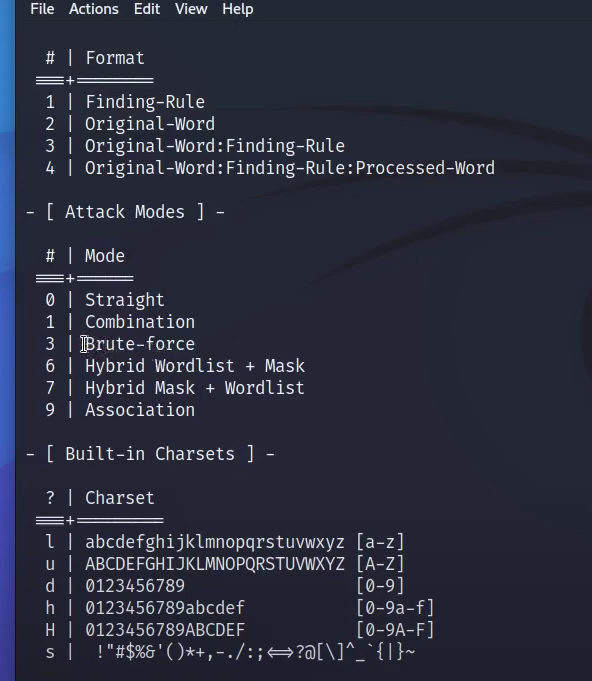 File Actions Edit View Help
# | Format
===+=========
1 | Finding-Rule
2 | Original-Word
3 | Original-Word:Finding-Rule
4 | Original-Word:Finding-Rule:Processed-Word
- [ Attack Modes ] -
# | Mode
===+======
0 | Straight
1 | Combination
3 | Brute-force
6 | Hybrid Wordlist + Mask
7 | Hybrid Mask + Wordlist
9 | Association
- [ Built-in Charsets ] -
? | Charset
===+=========
l | abcdefghijklmnopqrstuvwxyz [a-z]
u | ABCDEFGHIJKLMNOPQRSTUVWXYZ [A-Z]
d | 0123456789 [0-9]
h | 0123456789abcdef [0-9a-f]
H | 0123456789ABCDEF [0-9A-F]
s | !"#$%&'()*+,-./:;<=>?@[\]^_`{|}~